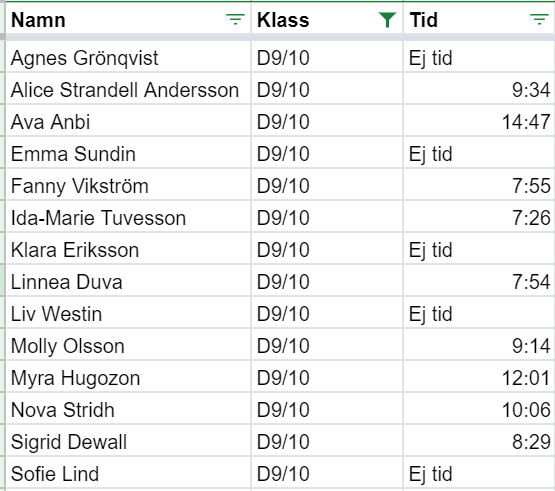 Namn Klass Tid
Agnes Grönqvist D9/10 Ej tid
Alice Strandell Andersson D9/10 9:34
Ava Anbi D9/10 14:47
Emma Sundin D9/10 Ej tid
Fanny Vikström D9/10 7:55
Ida-Marie Tuvesson D9/10 7:26
Klara Eriksson D9/10 Ej tid
Linnea Duva D9/10 7:54
Liv Westin D9/10 Ej tid
Molly Olsson D9/10 9:14
Myra Hugozon D9/10 12:01
Nova Stridh D9/10 10:06
Sigrid Dewall D9/10 8:29
Sofie Lind D9/10 Ej tid